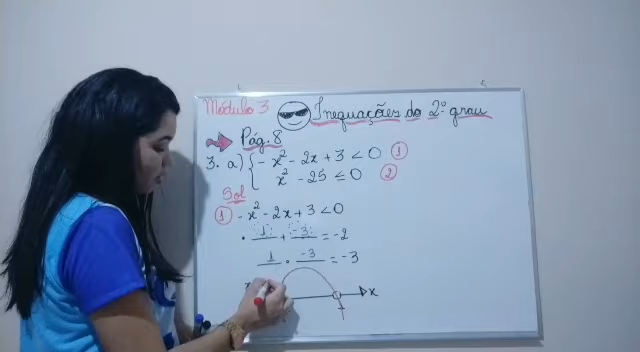 Módulo 3 Inequações do 2º grau
Pág. 8
3. a) { -x² - 2x + 3 < 0 ①
x² - 25 ≤ 0 ②
Sol
① -x² - 2x + 3 < 0
. 1 + -3 = -2
1 . -3 = -3
x